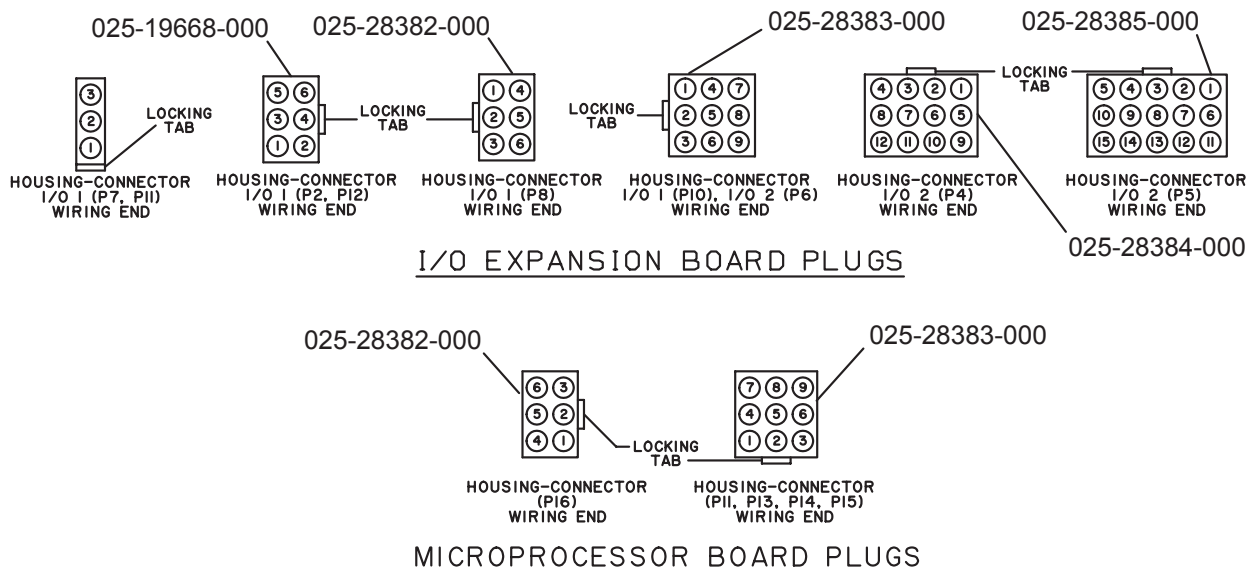 025-19668-000 025-28382-000 025-28383-000 025-28385-000
LOCKING
TAB
5 6
3 4
1 2
1 4
2 5
3 6
1 4 7
2 5 8
3 6 9
4 3 2 1
8 7 6 5
12 11 10 9
5 4 3 2 1
10 9 8 7 6
15 14 13 12 11
3
2
1
LOCKING
TAB
LOCKING
TAB
LOCKING
TAB
HOUSING-CONNECTOR
I/O 1 (P7, P11)
WIRING END
HOUSING-CONNECTOR
I/O 1 (P2, P12)
WIRING END
HOUSING-CONNECTOR
I/O 1 (P8)
WIRING END
HOUSING-CONNECTOR
I/O 1 (P10), I/O 2 (P6)
WIRING END
HOUSING-CONNECTOR
I/O 2 (P4)
WIRING END
HOUSING-CONNECTOR
I/O 2 (P5)
WIRING END
025-28384-000
I/O EXPANSION BOARD PLUGS
025-28382-000 025-28383-000
6 3
5 2
4 1
7 8 9
4 5 6
1 2 3
LOCKING
TAB
HOUSING-CONNECTOR
(P16)
WIRING END
HOUSING-CONNECTOR
(P11, P13, P14, P15)
WIRING END
MICROPROCESSOR BOARD PLUGS